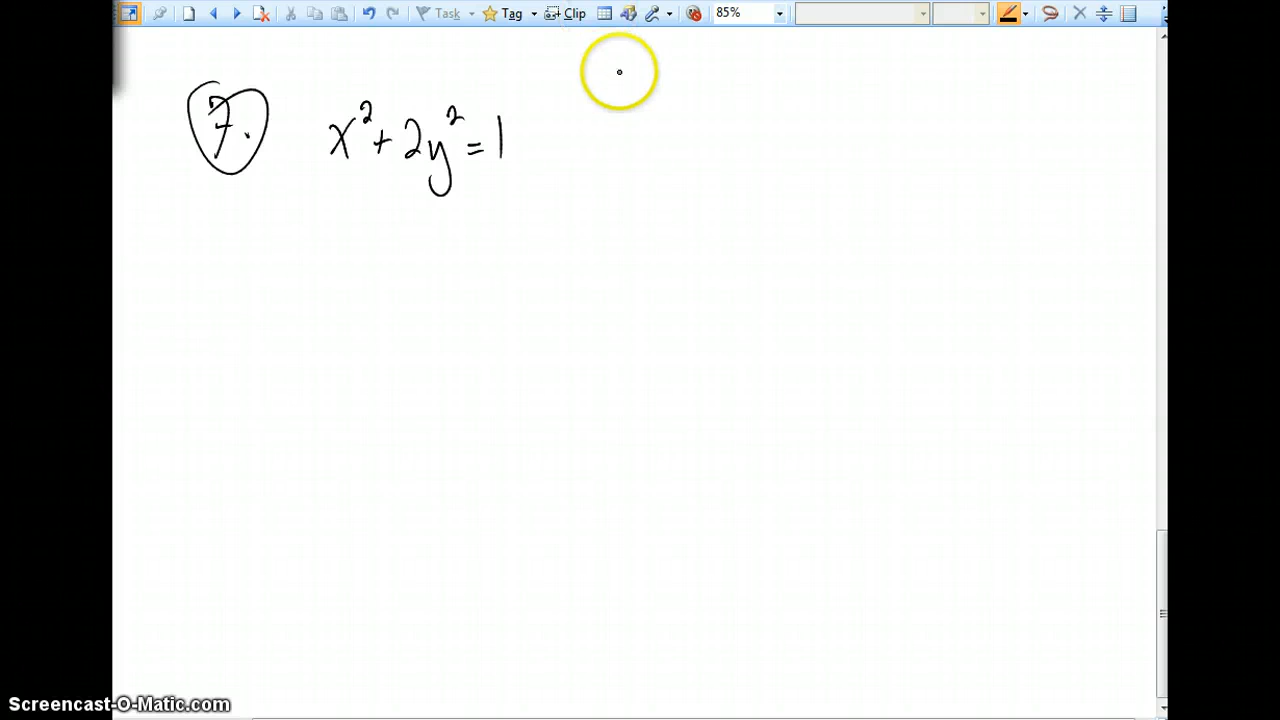 Task Tag Clip 85%
7. x² + 2y² = 1
Screencast-O-Matic.com